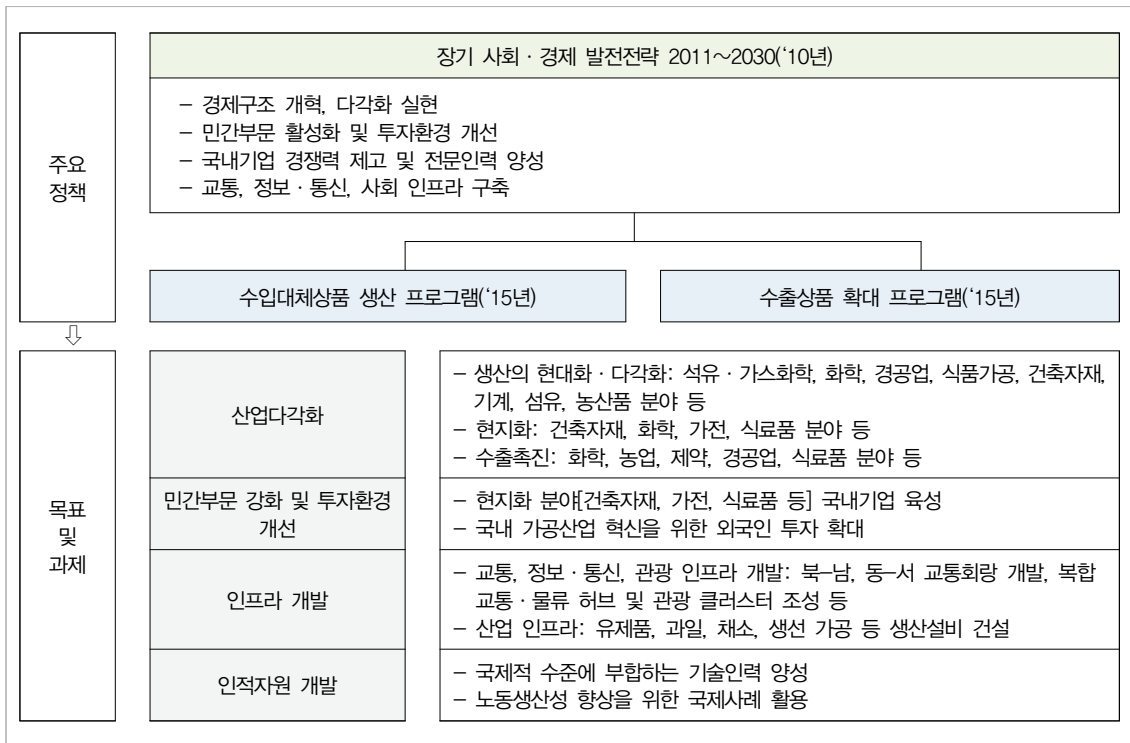 장기 사회 · 경제 발전전략 2011~2030(‘10년)
주요
정책
– 경제구조 개혁, 다각화 실현
– 민간부문 활성화 및 투자환경 개선
– 국내기업 경쟁력 제고 및 전문인력 양성
– 교통, 정보 · 통신, 사회 인프라 구축
수입대체상품 생산 프로그램(‘15년)
수출상품 확대 프로그램(‘15년)
목표
및
과제
산업다각화
– 생산의 현대화 · 다각화: 석유 · 가스화학, 화학, 경공업, 식품가공, 건축자재,
기계, 섬유, 농산품 분야 등
– 현지화: 건축자재, 화학, 가전, 식료품 분야 등
– 수출촉진: 화학, 농업, 제약, 경공업, 식료품 분야 등
민간부문 강화 및 투자환경
개선
– 현지화 분야[건축자재, 가전, 식료품 등] 국내기업 육성
– 국내 가공산업 혁신을 위한 외국인 투자 확대
인프라 개발
– 교통, 정보 · 통신, 관광 인프라 개발: 북–남, 동–서 교통회랑 개발, 복합
교통 · 물류 허브 및 관광 클러스터 조성 등
– 산업 인프라: 유제품, 과일, 채소, 생선 가공 등 생산설비 건설
인적자원 개발
– 국제적 수준에 부합하는 기술인력 양성
– 노동생산성 향상을 위한 국제사례 활용